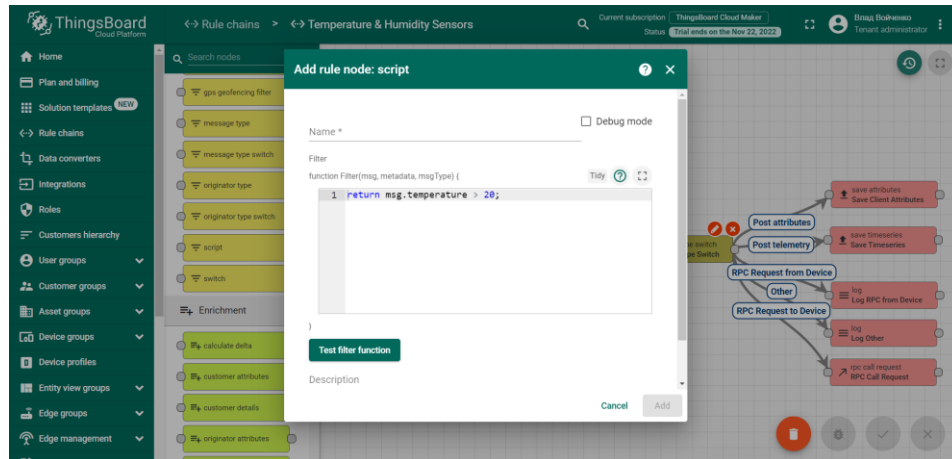 ThingsBoard
Cloud Platform
Rule chains > Temperature & Humidity Sensors
Current subscription ThingsBoard Cloud Maker
Status Trial ends on the Nov 22, 2022
Влад Войченко
Tenant administrator
Home
Plan and billing
Solution templates NEW
Rule chains
Data converters
Integrations
Roles
Customers hierarchy
User groups
Customer groups
Asset groups
Device groups
Device profiles
Entity view groups
Edge groups
Edge management
Search nodes
gps geofencing filter
message type
message type switch
originator type
originator type switch
script
switch
Enrichment
calculate delta
customer attributes
customer details
originator attributes
Add rule node: script
Name *
Debug mode
Filter
function Filter(msg, metadata, msgType) {
Tidy
1 return msg.temperature > 20;
}
Test filter function
Description
Cancel
Add
pe switch
pe Switch
Post attributes
Post telemetry
RPC Request from Device
Other
RPC Request to Device
save attributes
Save Client Attributes
save timeseries
Save Timeseries
log
Log RPC from Device
log
Log Other
rpc call request
RPC Call Request